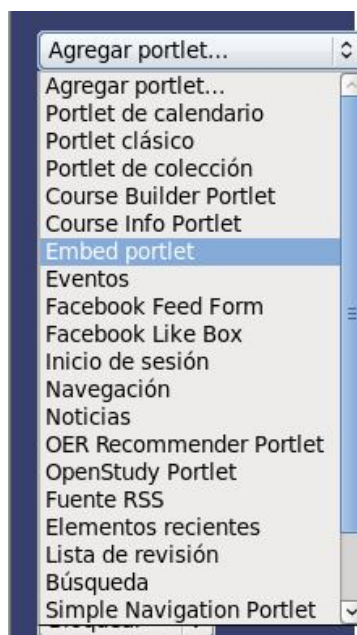 Agregar portlet...
Agregar portlet...
Portlet de calendario
Portlet clásico
Portlet de colección
Course Builder Portlet
Course Info Portlet
Embed portlet
Eventos
Facebook Feed Form
Facebook Like Box
Inicio de sesión
Navegación
Noticias
OER Recommender Portlet
OpenStudy Portlet
Fuente RSS
Elementos recientes
Lista de revisión
Búsqueda
Simple Navigation Portlet